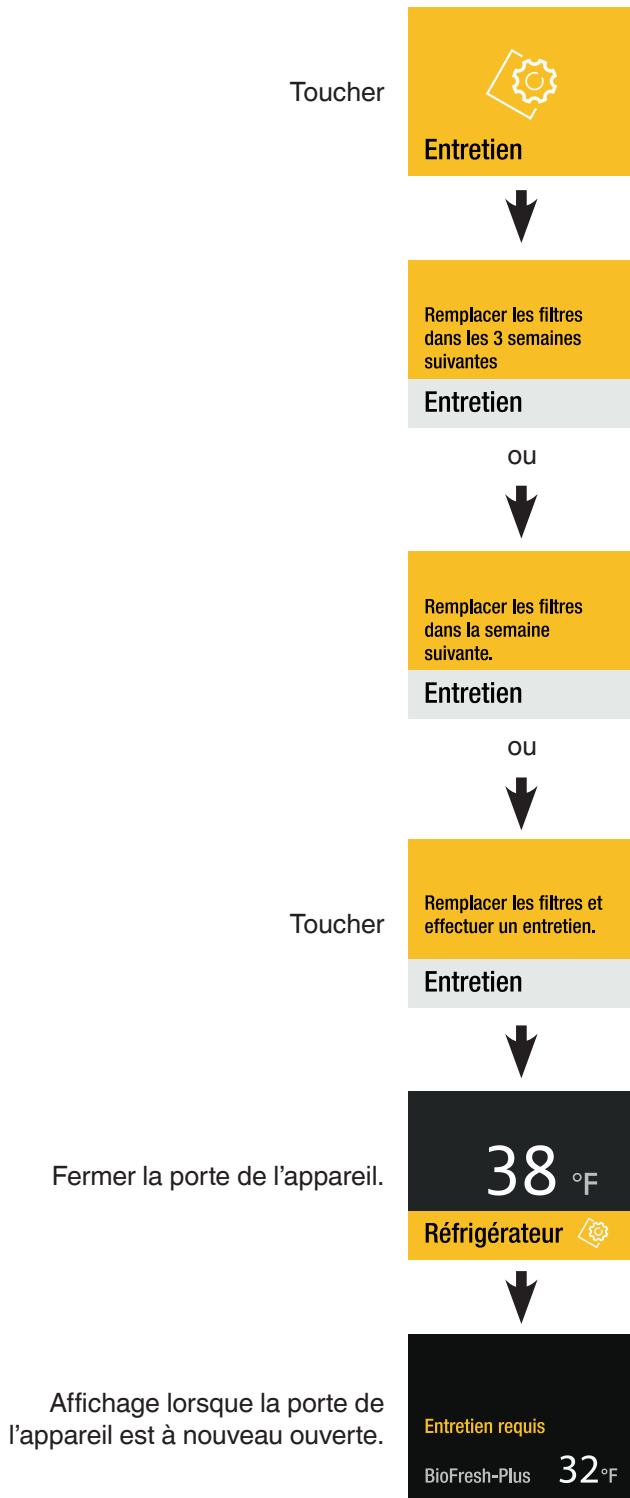 Toucher
Entretien
Remplacer les filtres
dans les 3 semaines
suivantes
Entretien
ou
Remplacer les filtres
dans la semaine
suivante.
Entretien
ou
Toucher
Remplacer les filtres et
effectuer un entretien.
Entretien
Fermer la porte de l'appareil.
38 °F
Réfrigérateur
Affichage lorsque la porte de
l'appareil est à nouveau ouverte.
Entretien requis
BioFresh-Plus 32°F